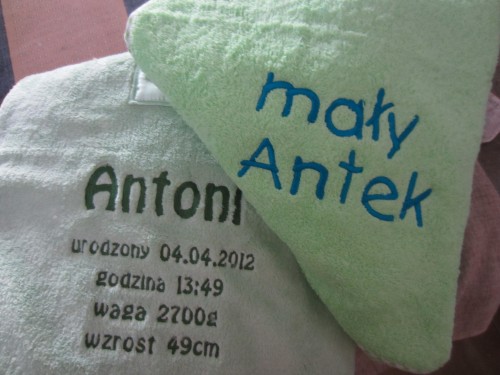 mały
Antek
Antoni
urodzony 04.04.2012
godzina 13:49
waga 2700g
wzrost 49cm